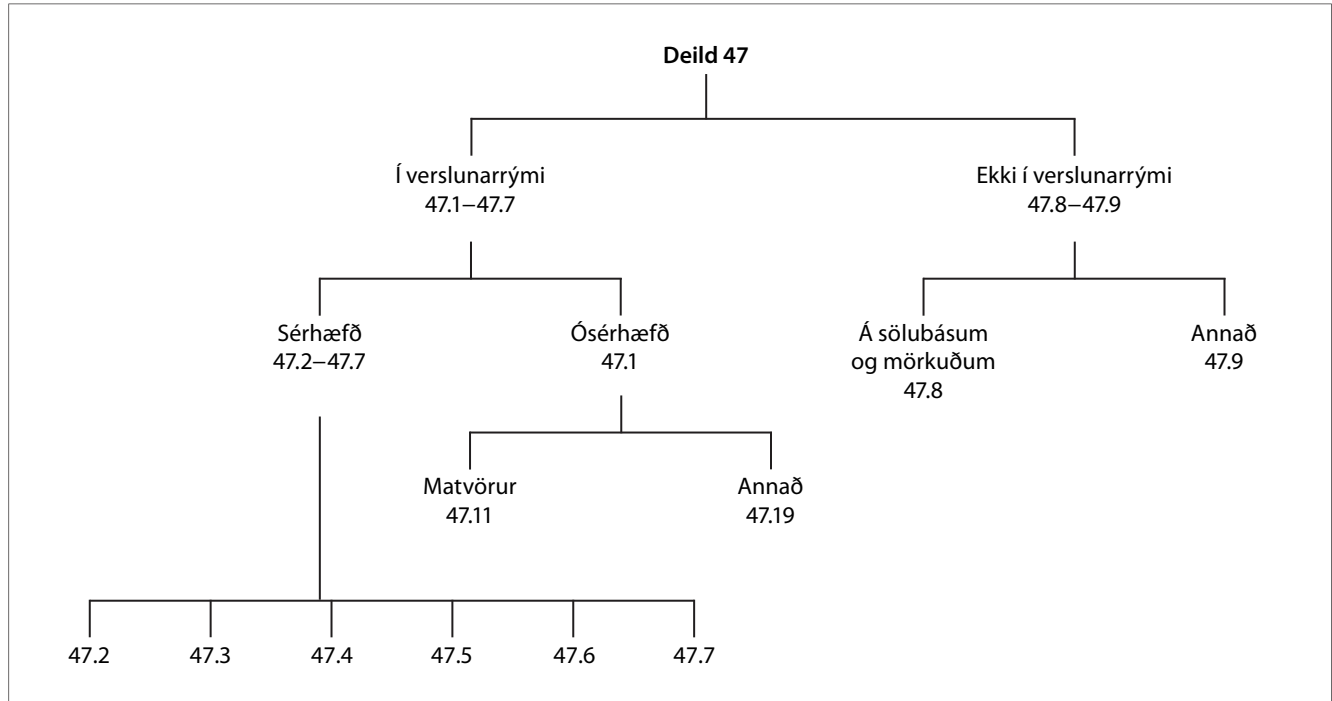 Deild 47
Í verslunarrými
47.1–47.7
Ekki í verslunarrými
47.8–47.9
Sérhæfð
47.2–47.7
Ósérhæfð
47.1
Á sölubásum
og mörkuðum
47.8
Annað
47.9
Matvörur
47.11
Annað
47.19
47.2
47.3
47.4
47.5
47.6
47.7